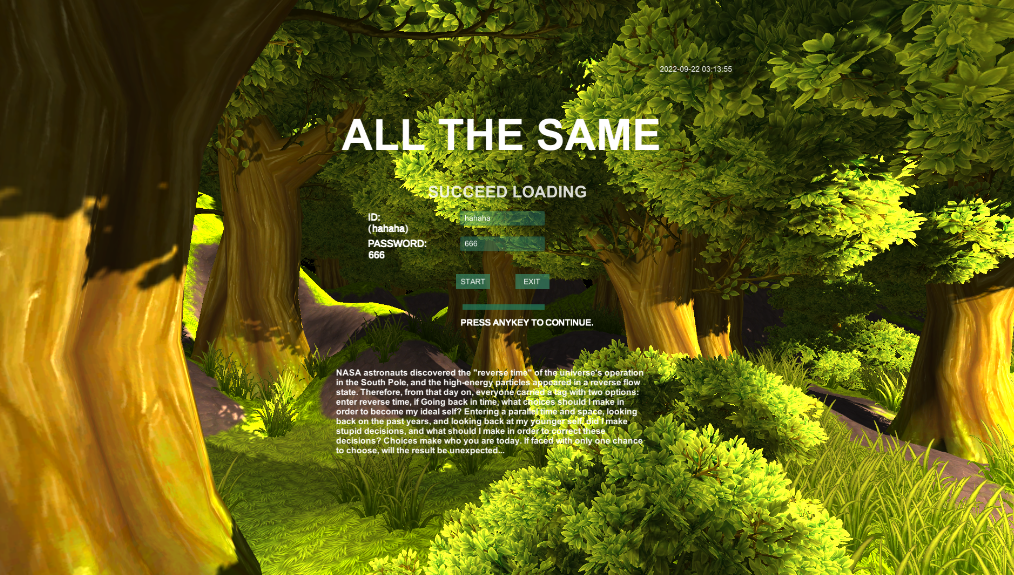 2022-09-22 03:13:55
ALL THE SAME
SUCCEED LOADING
ID:
(hahaha)
hahaha
PASSWORD:
666
666
START
EXIT
PRESS ANYKEY TO CONTINUE.
NASA astronauts discovered the "reverse time" of the universe's operation
in the South Pole, and the high-energy particles appeared in a reverse flow
state. Therefore, from that day on, everyone carried a tag with two options:
enter reverse time, if Going back in time, what choices should I make in
order to become my ideal self? Entering a parallel time and space, looking
back on the past years, and looking back at my younger self, did I make
stupid decisions, and what should I make in order to correct these
decisions? Choices make who you are today. If faced with only one chance
to choose, will the result be unexpected...